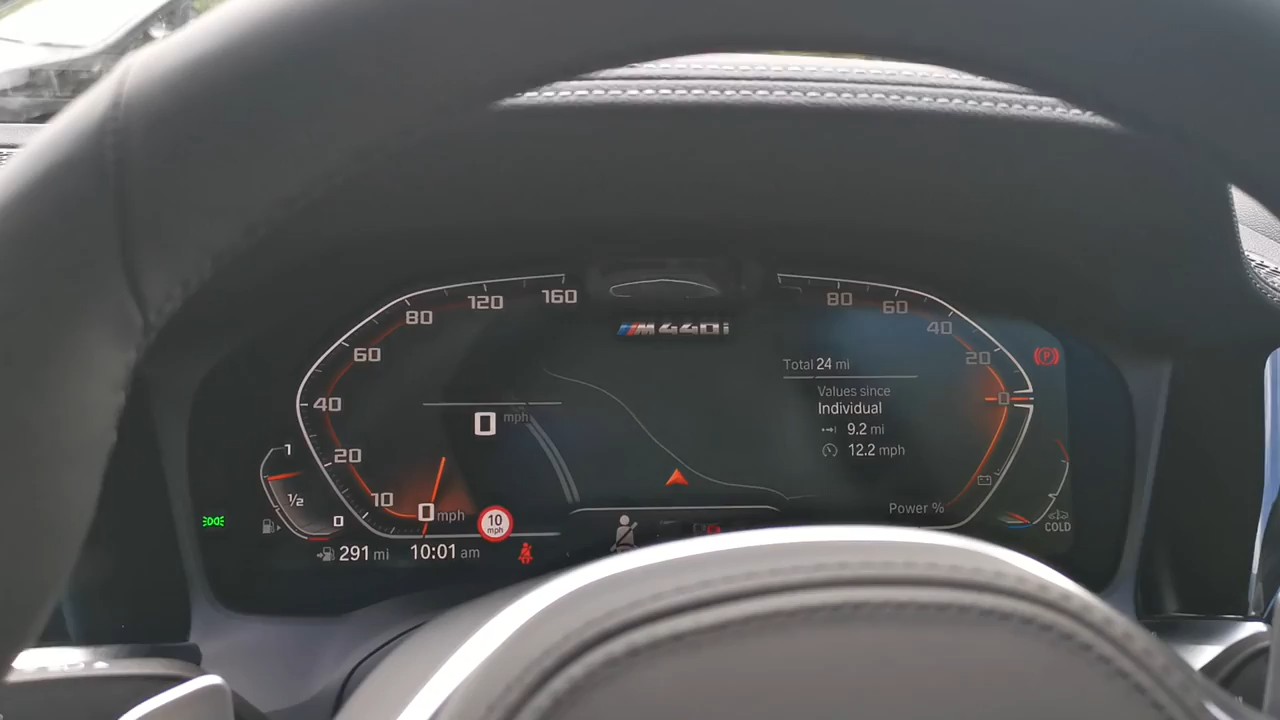 M440i
160
120
80
60
40
20
10
0 mph
0 mph
10
mph
1
1/2
0
291 mi
10:01 am
80
60
40
20
0
Total 24 mi
Values since
Individual
9.2 mi
12.2 mph
Power %
COLD
P